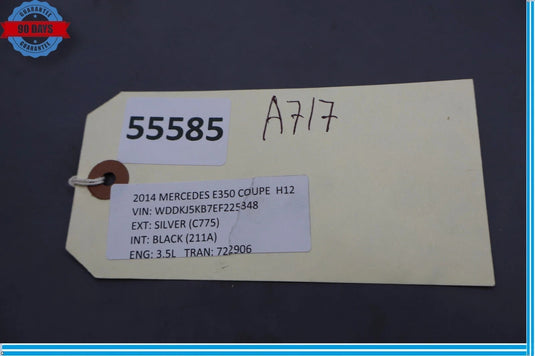 GUARANTEE
90 DAYS
GUARANTEE
55585
A717
2014 MERCEDES E350 COUPE H12
VIN: WDDKJ5KB7EF225348
EXT: SILVER (C775)
INT: BLACK (211A)
ENG: 3.5L TRAN: 722906